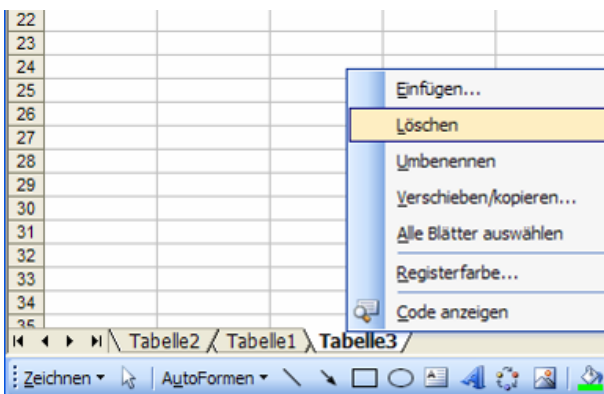 22
23
24
25
26
27
28
29
30
31
32
33
34
35
Einfügen...
Löschen
Umbenennen
Verschieben/kopieren...
Alle Blätter auswählen
Registerfarbe...
Code anzeigen
Tabelle2 Tabelle1 Tabelle3
Zeichnen AutoFormen